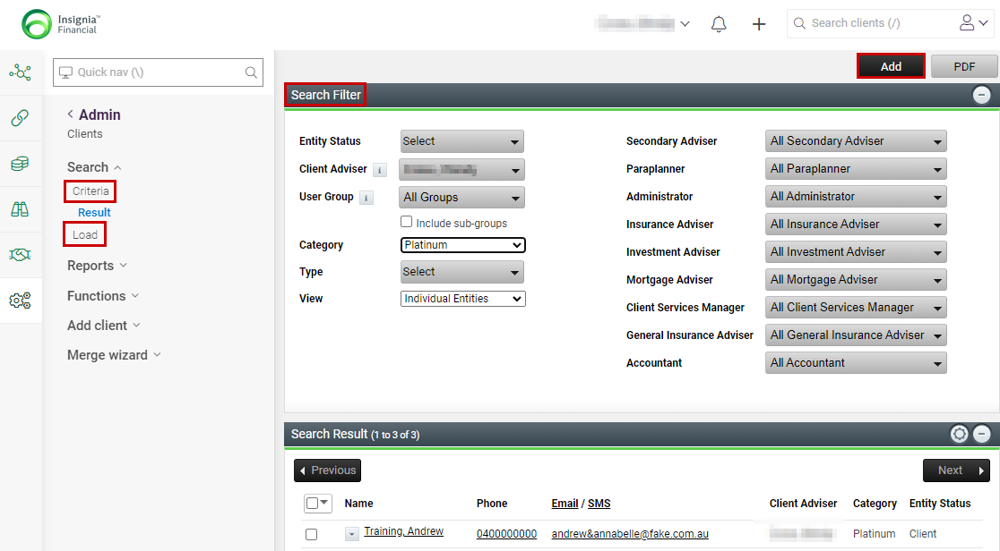 Insignia™
Financial
Search clients (/)
Quick nav (\)
Add
PDF
Admin
Clients
Search
Criteria
Result
Load
Reports
Functions
Add client
Merge wizard
Search Filter
Entity Status Select
Client Adviser i
User Group i All Groups
Include sub-groups
Category Platinum
Type Select
View Individual Entities
Secondary Adviser All Secondary Adviser
Paraplanner All Paraplanner
Administrator All Administrator
Insurance Adviser All Insurance Adviser
Investment Adviser All Investment Adviser
Mortgage Adviser All Mortgage Adviser
Client Services Manager All Client Services Manager
General Insurance Adviser All General Insurance Adviser
Accountant All Accountant
Search Result (1 to 3 of 3)
Previous Next
Name Phone Email / SMS Client Adviser Category Entity Status
Training, Andrew 0400000000 andrew&annabelle@fake.com.au Platinum Client